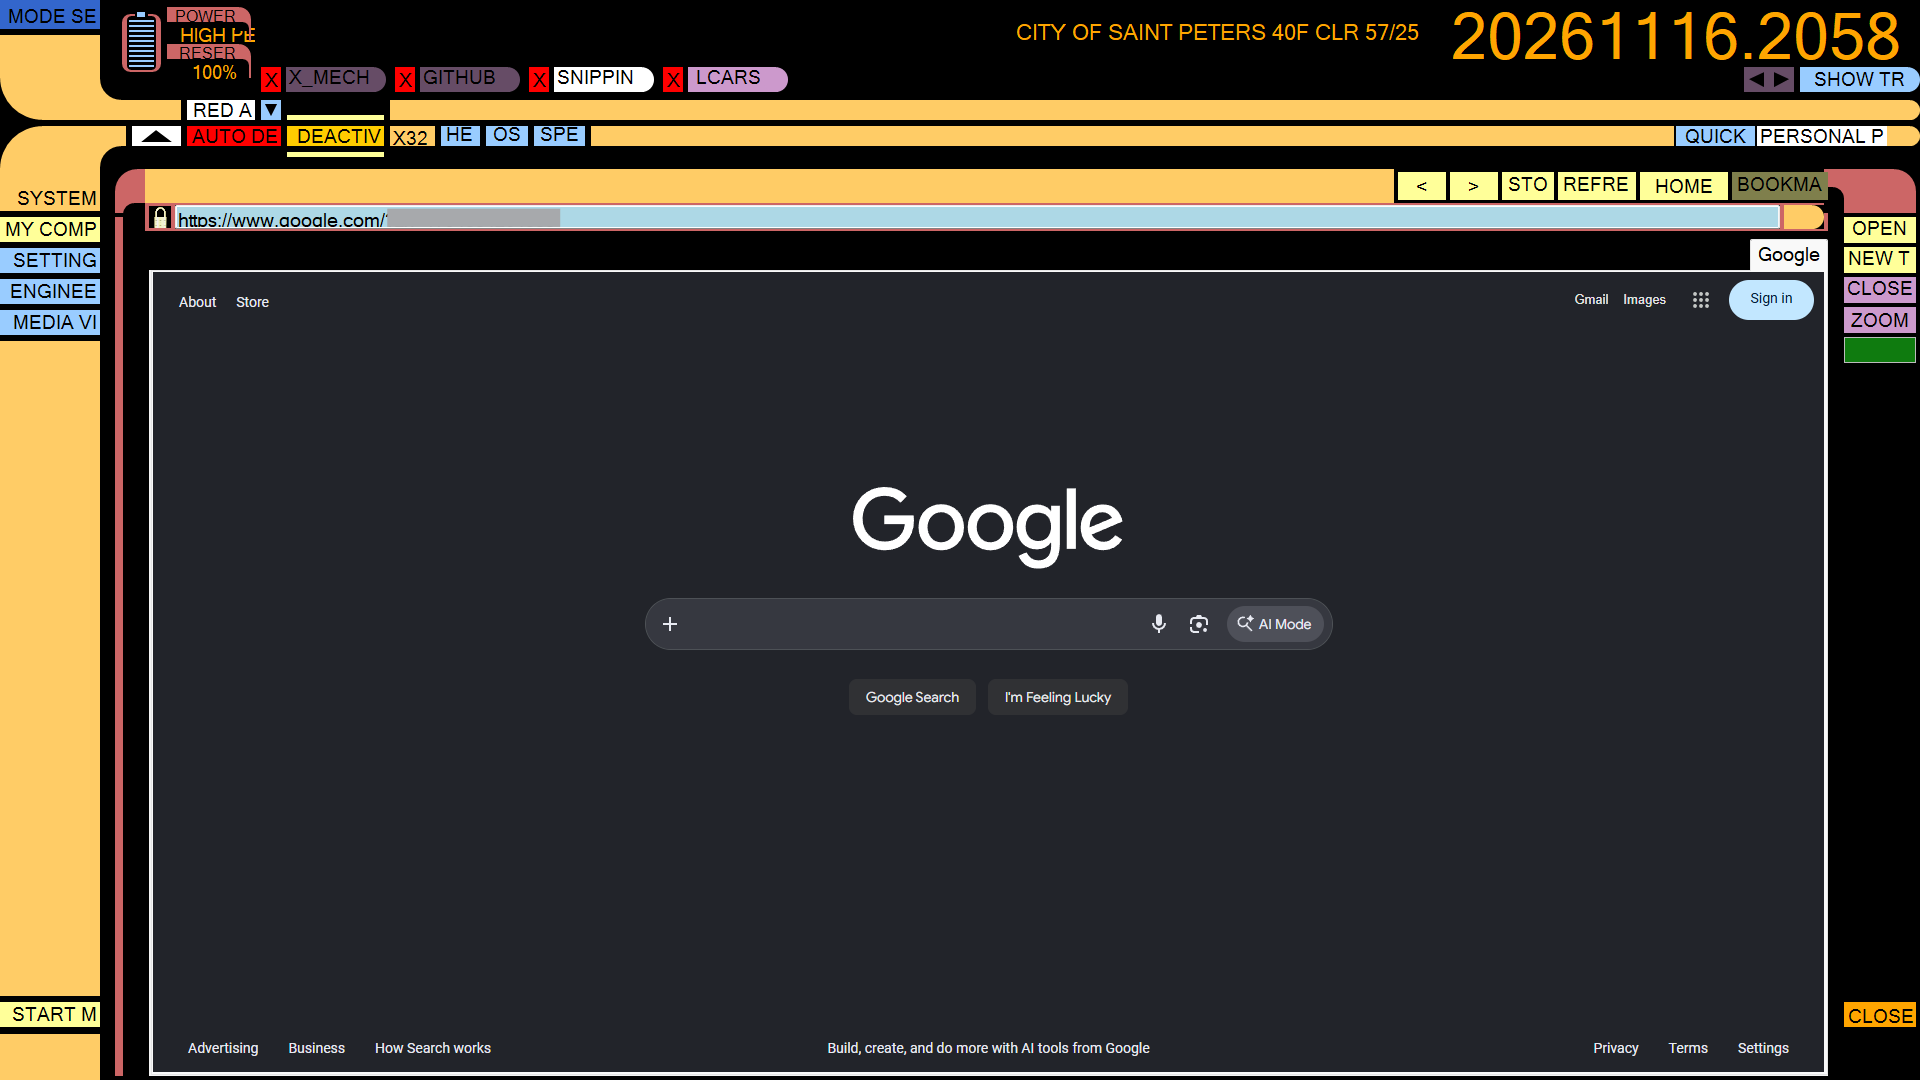 MODE SE
POWER
HIGH PE
RESER
100%
CITY OF SAINT PETERS 40F CLR 57/25
20261116.2058
X X_MECH X GITHUB X SNIPPIN X LCARS
SHOW TR
RED A
AUTO DE DEACTIV X32 HE OS SPE
QUICK PERSONAL P
SYSTEM
MY COMP
SETTING
ENGINEE
MEDIA VI
START M
< > STO REFRE HOME BOOKMA
https://www.google.com/
Google
OPEN
NEW T
CLOSE
ZOOM
CLOSE
About Store
Gmail Images Sign in
Google
AI Mode
Google Search I'm Feeling Lucky
Advertising Business How Search works
Build, create, and do more with AI tools from Google
Privacy Terms Settings